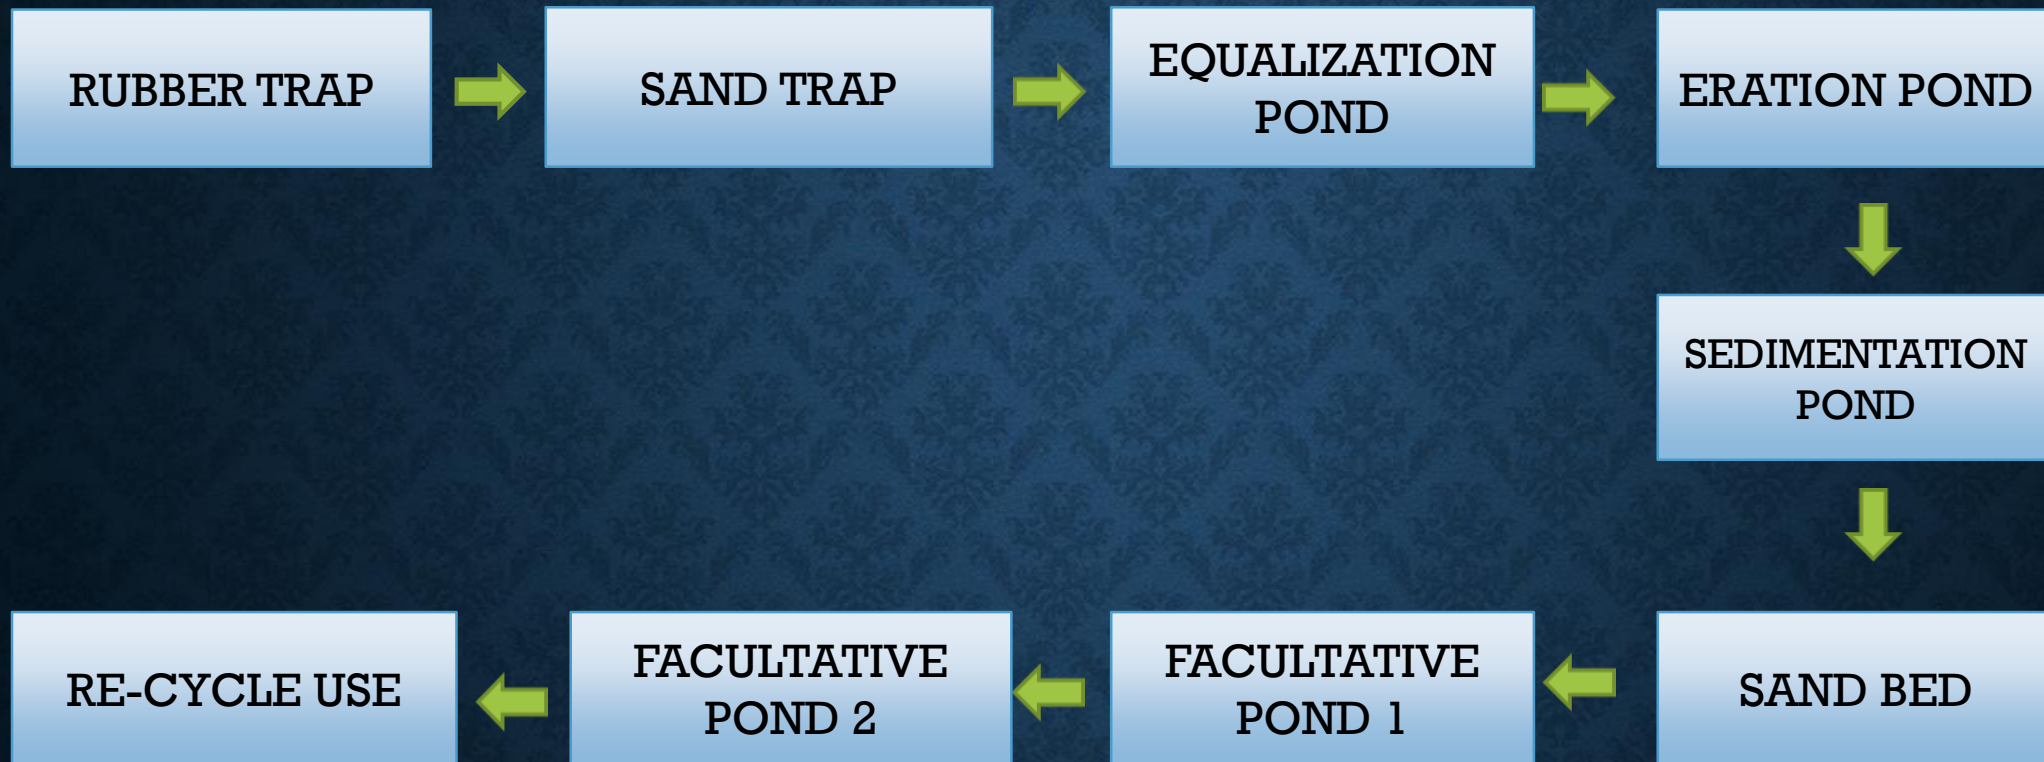 RUBBER TRAP
SAND TRAP
EQUALIZATION
POND
ERATION POND
SEDIMENTATION
POND
SAND BED
FACULTATIVE
POND 1
FACULTATIVE
POND 2
RE-CYCLE USE